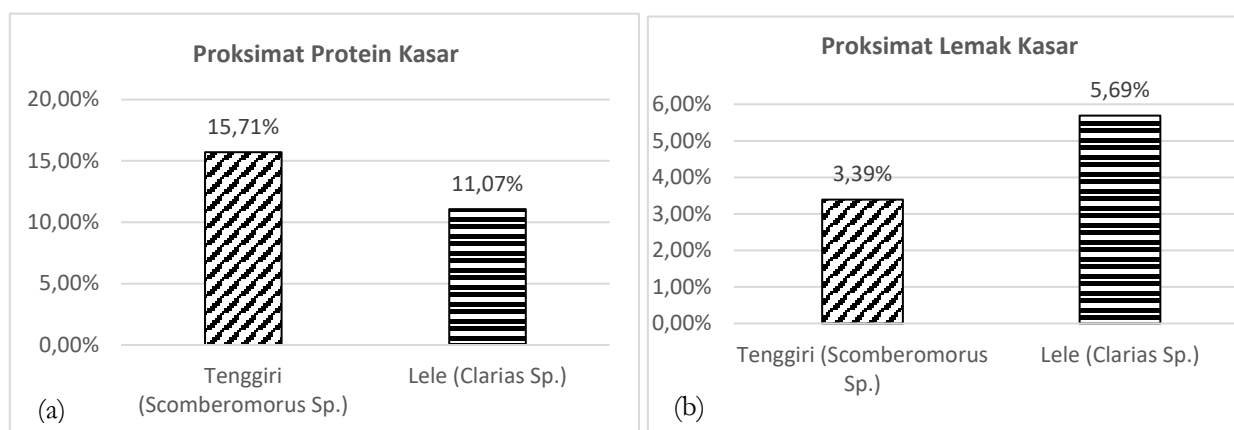 Proksimat Protein Kasar
20,00%
15,00%
10,00%
5,00%
0,00%
15,71%
11,07%
Tenggiri
(Scomberomorus Sp.)
Lele (Clarias Sp.)
(a)
Proksimat Lemak Kasar
6,00%
5,00%
4,00%
3,00%
2,00%
1,00%
0,00%
3,39%
5,69%
Tenggiri (Scomberomorus
Sp.)
Lele (Clarias Sp.)
(b)